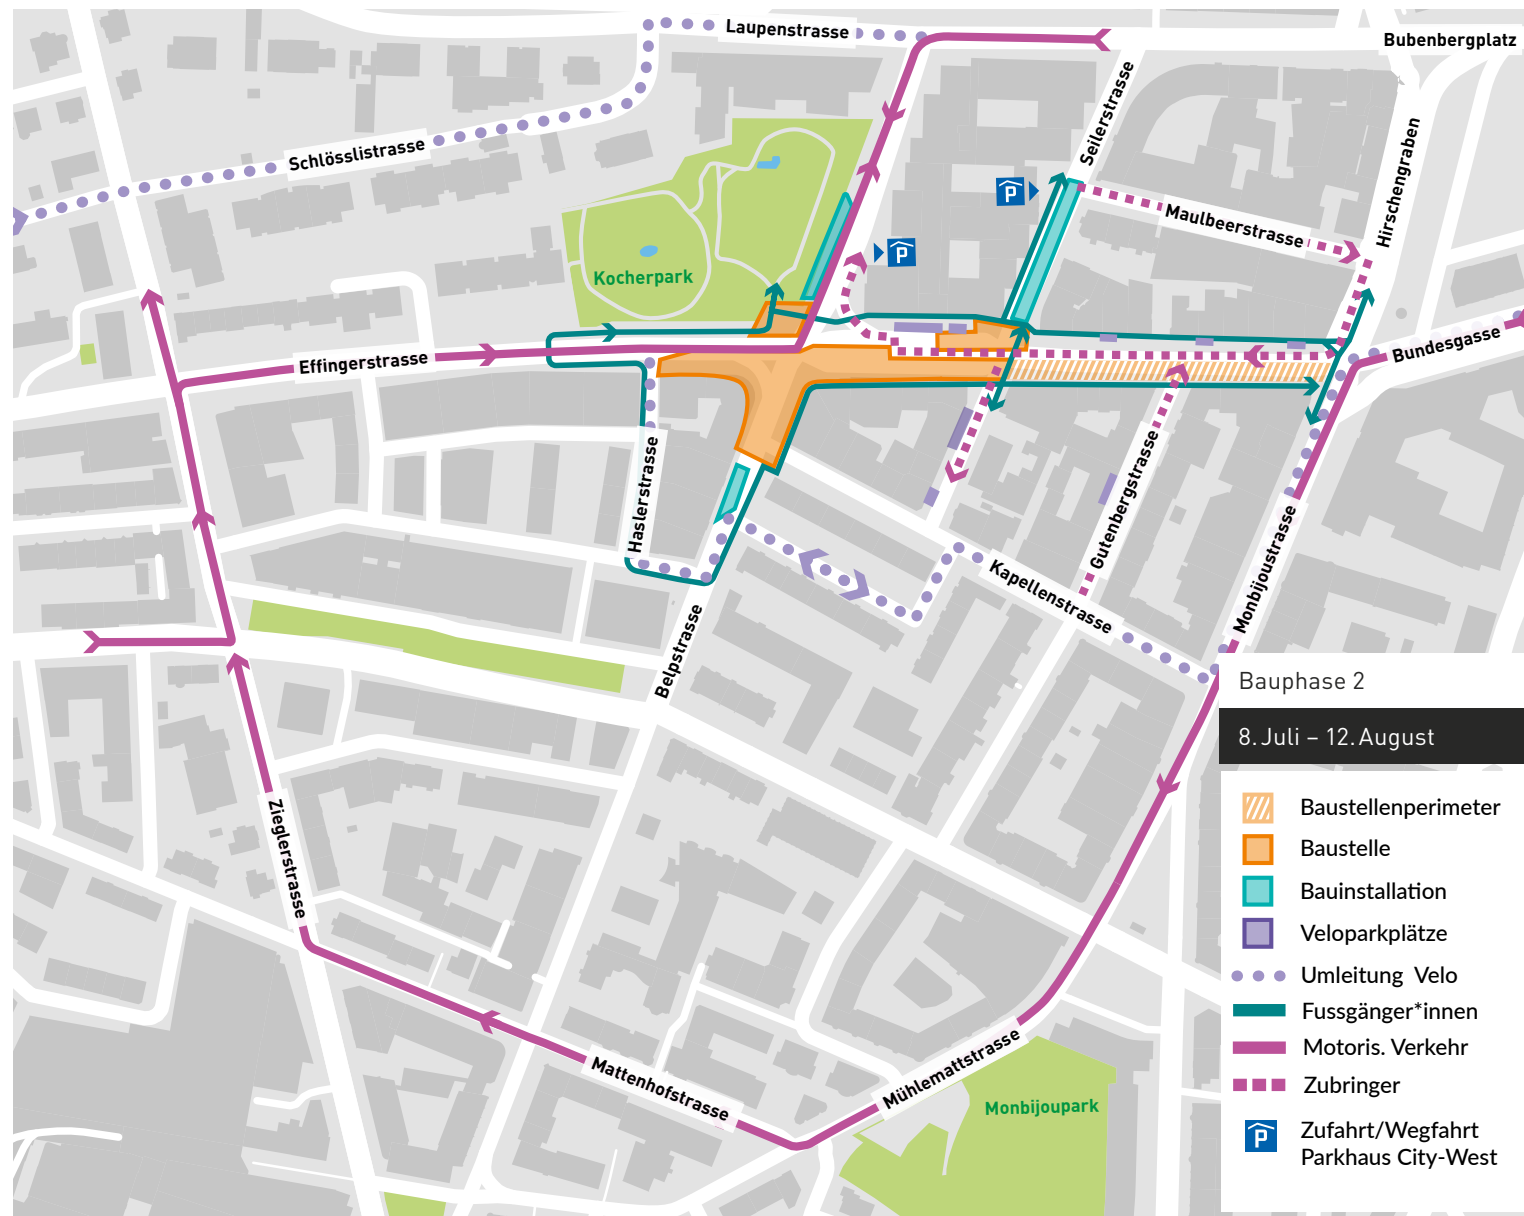 Laupenstrasse
Bubenbergplatz
Seilerstrasse
Schlösslistrasse
Hirschengraben
P
Maulbeerstrasse
P
Kocherpark
Effingerstrasse
Bundesgasse
Haslerstrasse
Gutenbergstrasse
Kapellenstrasse
Monbijoustrasse
Belpstrasse
Zieglerstrasse
Mattenhofstrasse
Mühlemattstrasse
Monbijoupark
Bauphase 2
8. Juli – 12. August
Baustellenperimeter
Baustelle
Bauinstallation
Veloparkplätze
Umleitung Velo
Fussgänger*innen
Motoris. Verkehr
Zubringer
P
Zufahrt/Wegfahrt
Parkhaus City-West